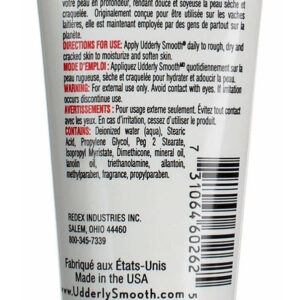 votre peau en profondeur, rendant douce et soyeuse la peau sèche et
craquelée. Originalement conçue pour être utilisée sur les vaches
laitières, elle est maintenant employée par des gens de partout sur la
planète.
DIRECTIONS FOR USE: Apply Udderly Smooth® daily to rough, dry and
cracked skin to moisturize and soften skin.
MODE D'EMPLOI : Appliquez Udderly Smooth MD quotidiennement sur la
peau rugueuse, sèche et craquelée pour hydrater et adoucir la peau.
WARNING: For external use only. Avoid contact with eyes. If irritation
occurs discontinue use.
AVERTISSEMENTS : Pour usage externe seulement. Évitez tout contact
avec les yeux. En cas d'irritation, cessez d'utiliser le produit.
CONTAINS: Deionized water (aqua), Stearic
Acid, Propylene Glycol, Peg 2 Stearate,
Isopropyl Myristate, Dimethicone, mineral oil,
lanolin oil, triethanolamine, allantoin,
methylparaben, fragrance, propylparaben.
REDEX INDUSTRIES INC.
SALEM, OHIO 44460
800-345-7339
Fabriqué aux États-Unis
Made in the USA
www.UdderlySmooth.com
7 31064 60262 5